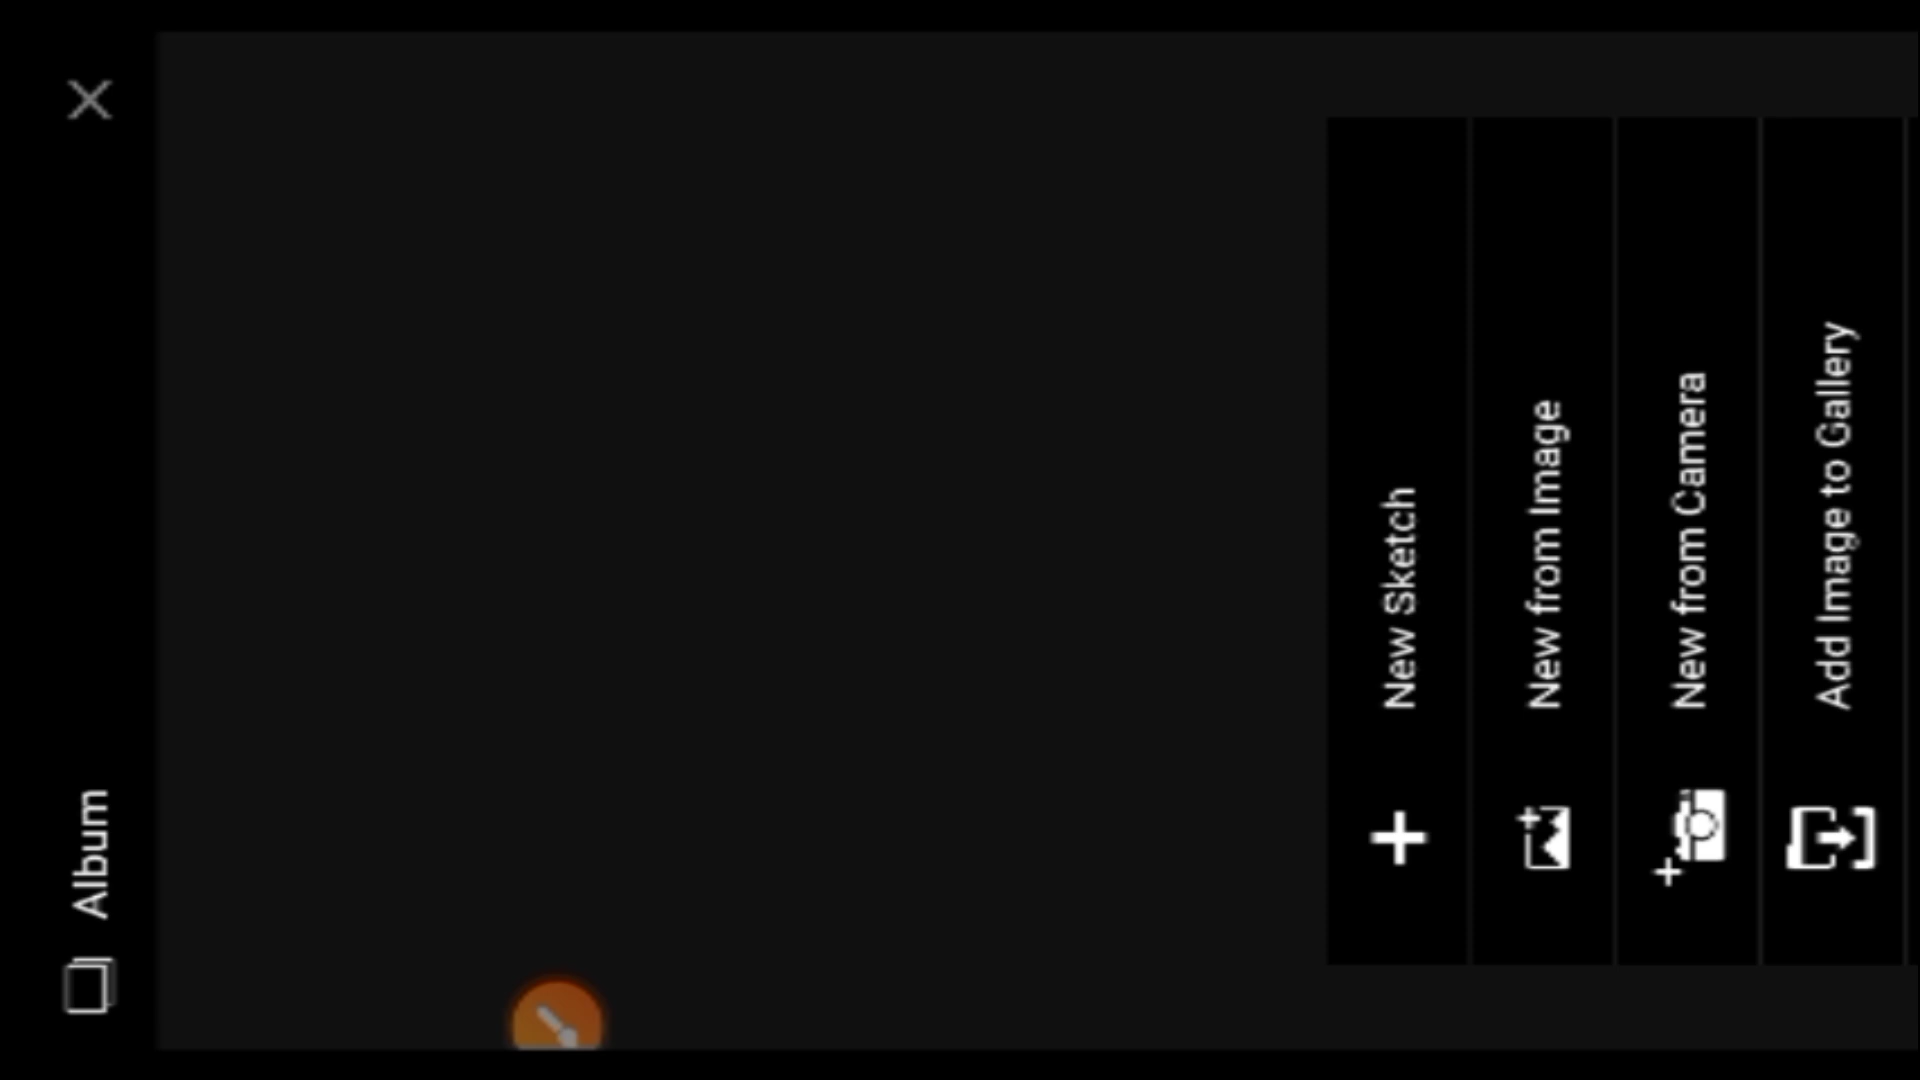 Album
New Sketch
New from Image
New from Camera
Add Image to Gallery